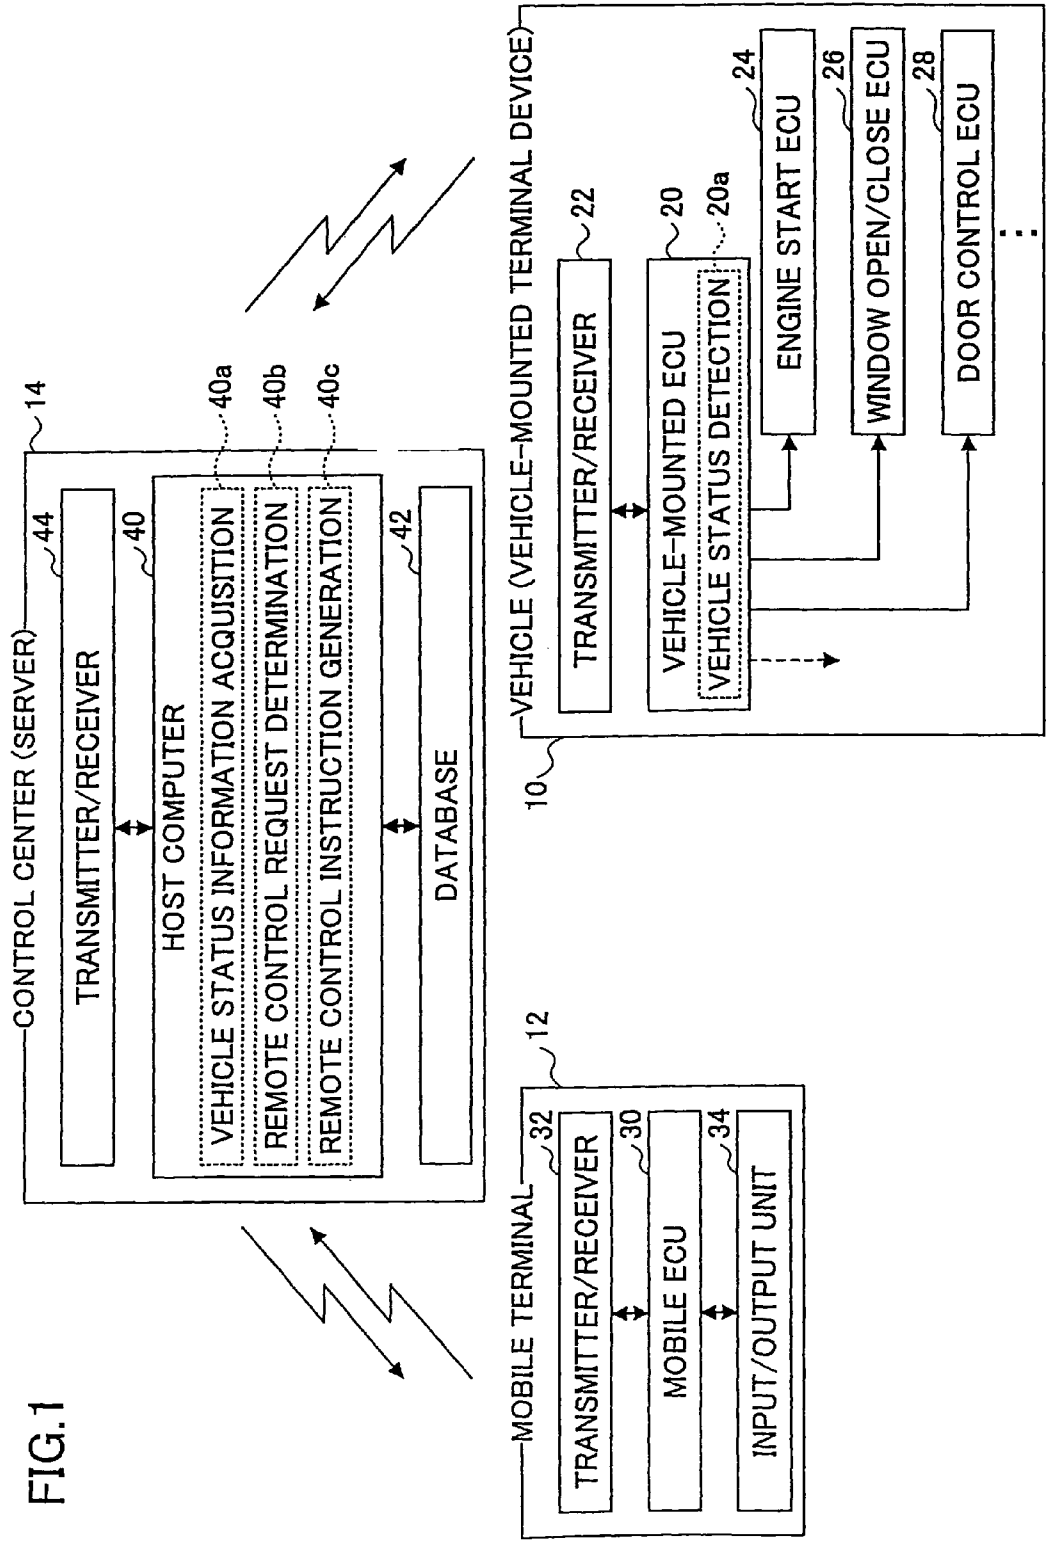 FIG.1
CONTROL CENTER (SERVER)
14
44
TRANSMITTER/RECEIVER
40
HOST COMPUTER
VEHICLE STATUS INFORMATION ACQUISITION
40a
REMOTE CONTROL REQUEST DETERMINATION
40b
REMOTE CONTROL INSTRUCTION GENERATION
40c
42
DATABASE
MOBILE TERMINAL
12
32
TRANSMITTER/RECEIVER
30
MOBILE ECU
34
INPUT/OUTPUT UNIT
10
VEHICLE (VEHICLE-MOUNTED TERMINAL DEVICE)
TRANSMITTER/RECEIVER
22
VEHICLE-MOUNTED ECU
20
VEHICLE STATUS DETECTION
20a
24
ENGINE START ECU
26
WINDOW OPEN/CLOSE ECU
28
DOOR CONTROL ECU
...